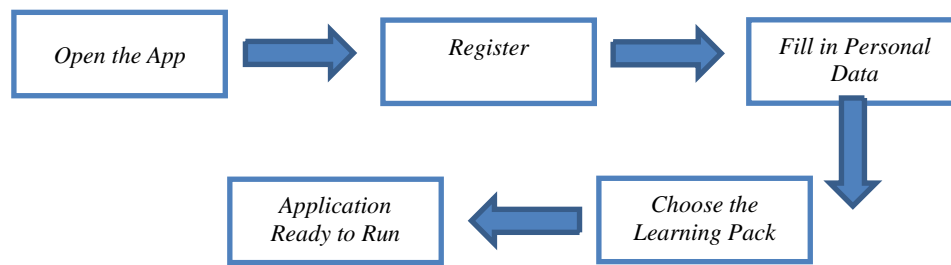 Open the App
Register
Fill in Personal
Data
Choose the
Learning Pack
Application
Ready to Run